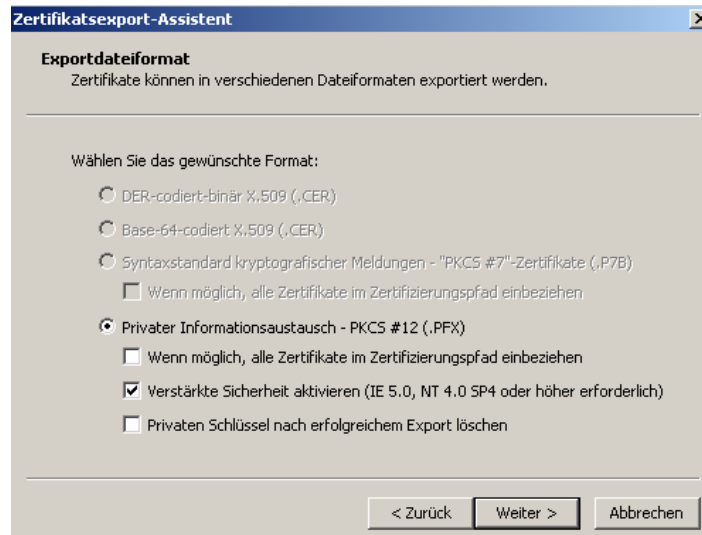 Zertifikatsexport-Assistent
Exportdateiformat
Zertifikate können in verschiedenen Dateiformaten exportiert werden.
Wählen Sie das gewünschte Format:
DER-codiert-binär X.509 (.CER)
Base-64-codiert X.509 (.CER)
Syntaxstandard kryptografischer Meldungen - "PKCS #7"-Zertifikate (.P7B)
Wenn möglich, alle Zertifikate im Zertifizierungspfad einbeziehen
Privater Informationsaustausch - PKCS #12 (.PFX)
Wenn möglich, alle Zertifikate im Zertifizierungspfad einbeziehen
Verstärkte Sicherheit aktivieren (IE 5.0, NT 4.0 SP4 oder höher erforderlich)
Privaten Schlüssel nach erfolgreichem Export löschen
< Zurück Weiter > Abbrechen